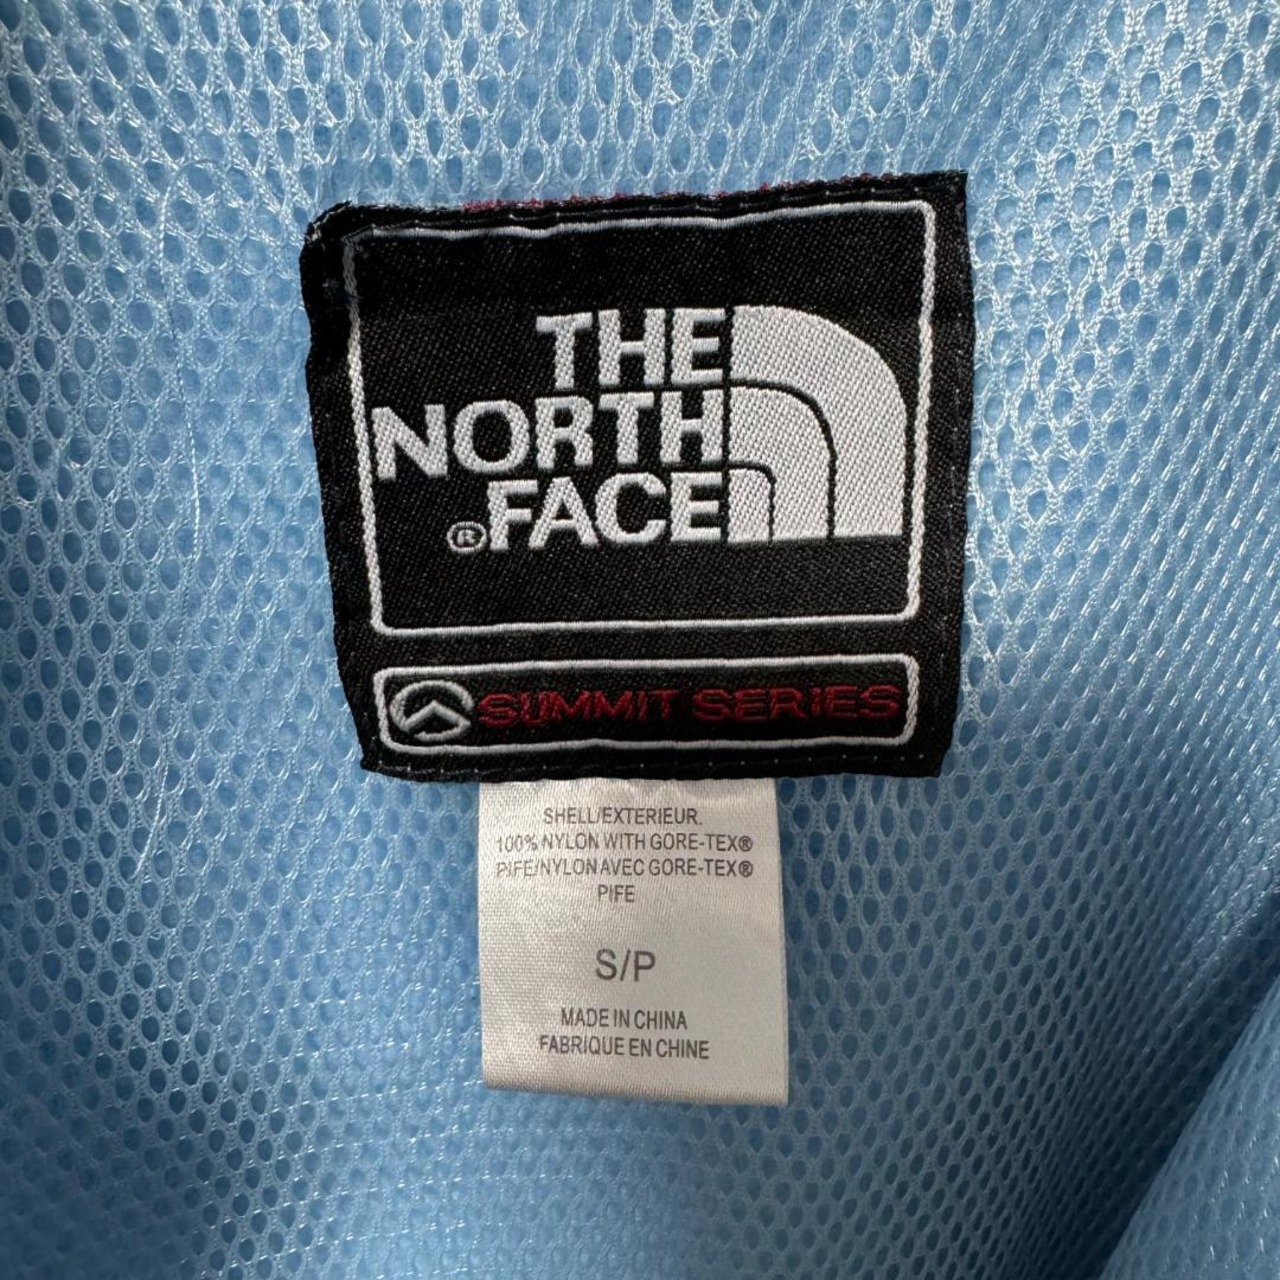 THE
NORTH
®FACE
SUMMIT SERIES
SHELL/EXTERIEUR.
100% NYLON WITH GORE-TEX®
PIFE/NYLON AVEC GORE-TEX®
PIFE
S/P
MADE IN CHINA
FABRIQUE EN CHINE